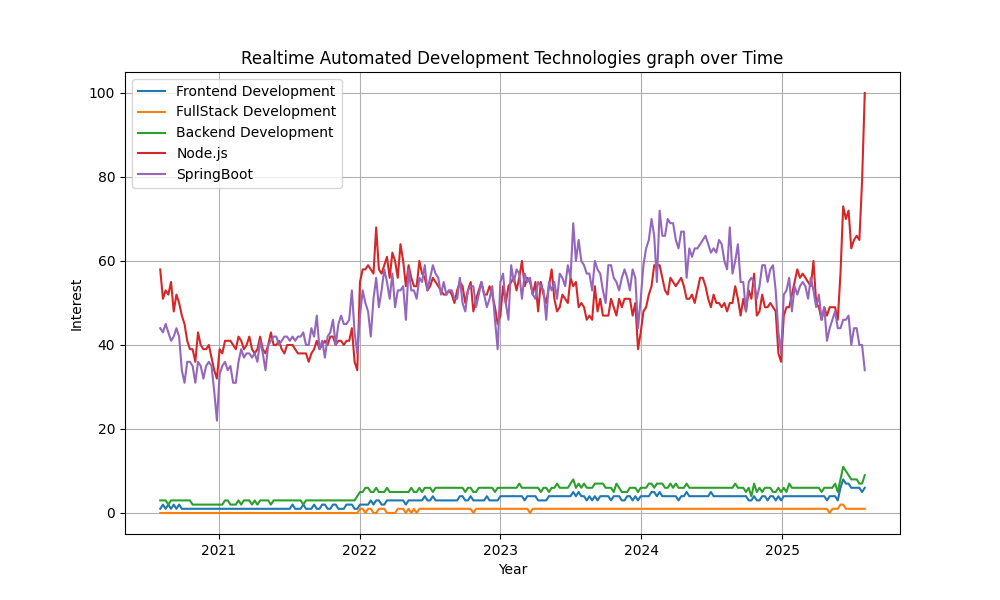 Realtime Automated Development Technologies graph over Time
Frontend Development
FullStack Development
Backend Development
Node.js
SpringBoot
100
80
60
40
20
0
Interest
2021 2022 2023 2024 2025
Year